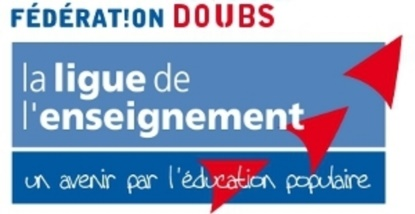 FÉDÉRAT!ON DOUBS
la ligue de
l'enseignement
un avenir par l'éducation populaire